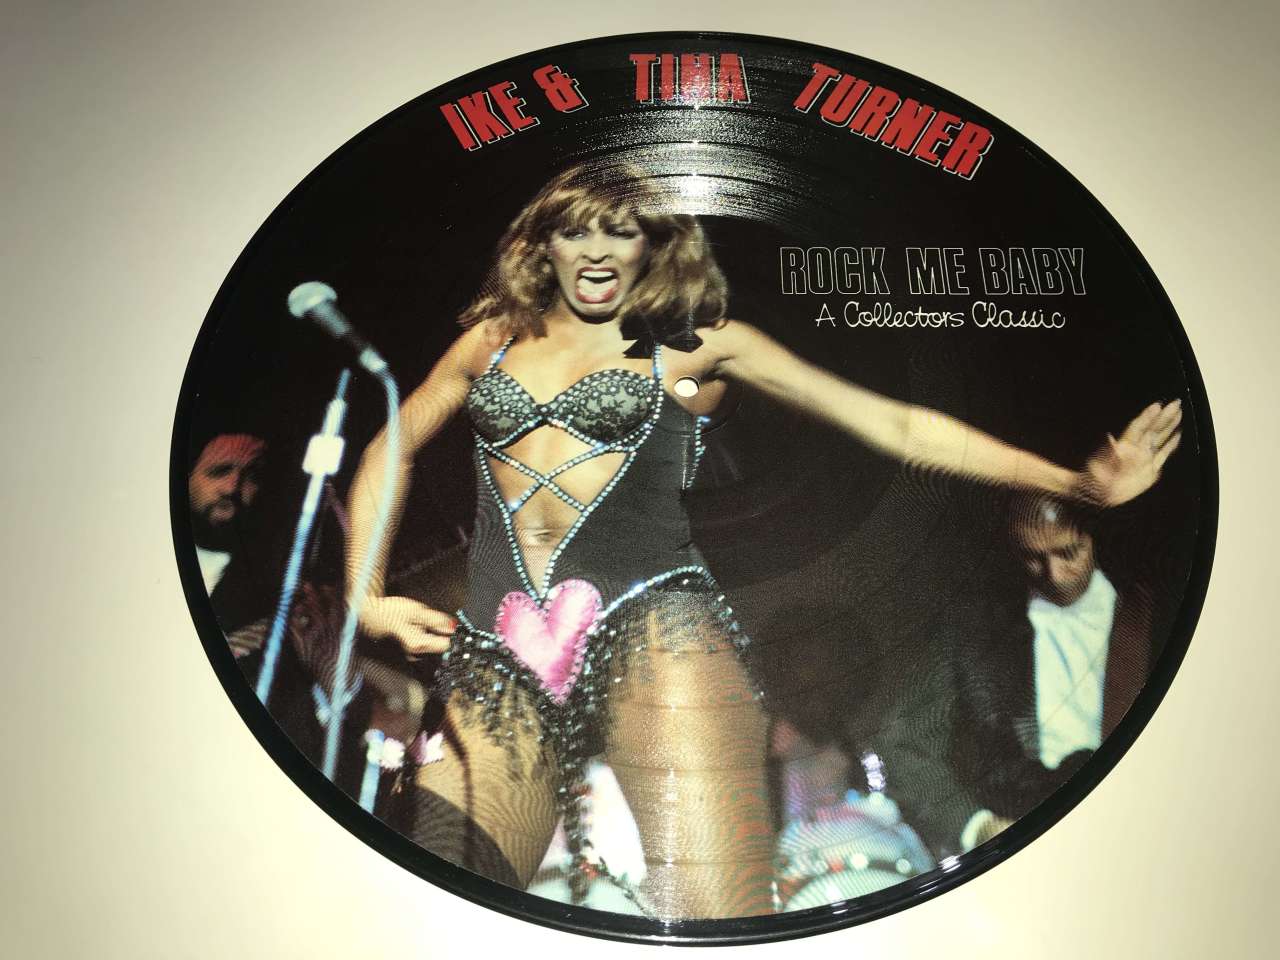 IKE & TINA TURNER
ROCK ME BABY
A Collectors Classic